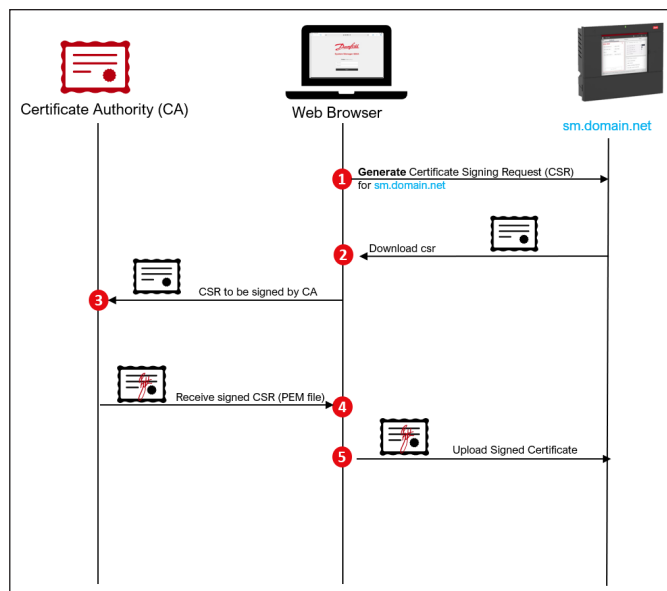 Danfoss
Certificate Authority (CA)
Web Browser
sm.domain.net
1
Generate Certificate Signing Request (CSR)
for sm.domain.net
2
Download csr
3
CSR to be signed by CA
Receive signed CSR (PEM file)
4
5
Upload Signed Certificate